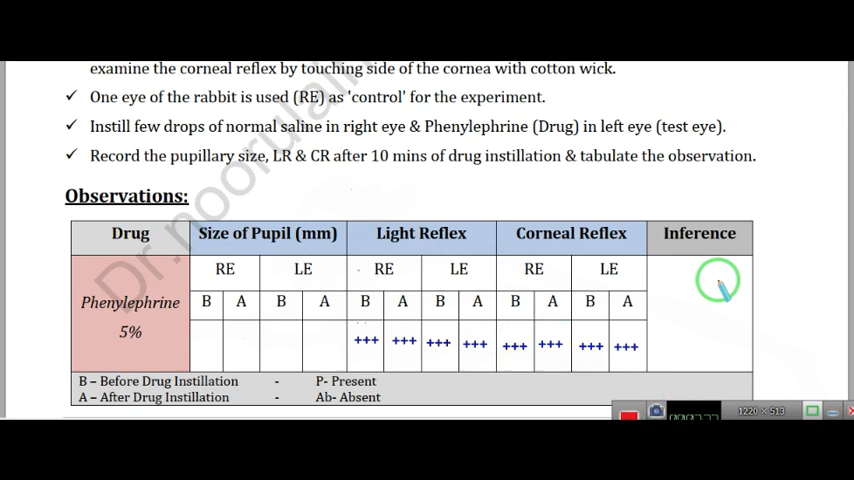 examine the corneal reflex by touching side of the cornea with cotton wick.
✓ One eye of the rabbit is used (RE) as 'control' for the experiment.
✓ Instill few drops of normal saline in right eye & Phenylephrine (Drug) in left eye (test eye).
✓ Record the pupillary size, LR & CR after 10 mins of drug instillation & tabulate the observation.
Dr.noorulain
Observations:
Drug Size of Pupil (mm) Light Reflex Corneal Reflex Inference
RE LE RE LE RE LE
Phenylephrine B A B A B A B A B A B A
5% +++ +++ +++ +++ +++ +++ +++ +++
B – Before Drug Instillation - P- Present
A – After Drug Instillation - Ab- Absent
1220 × 513